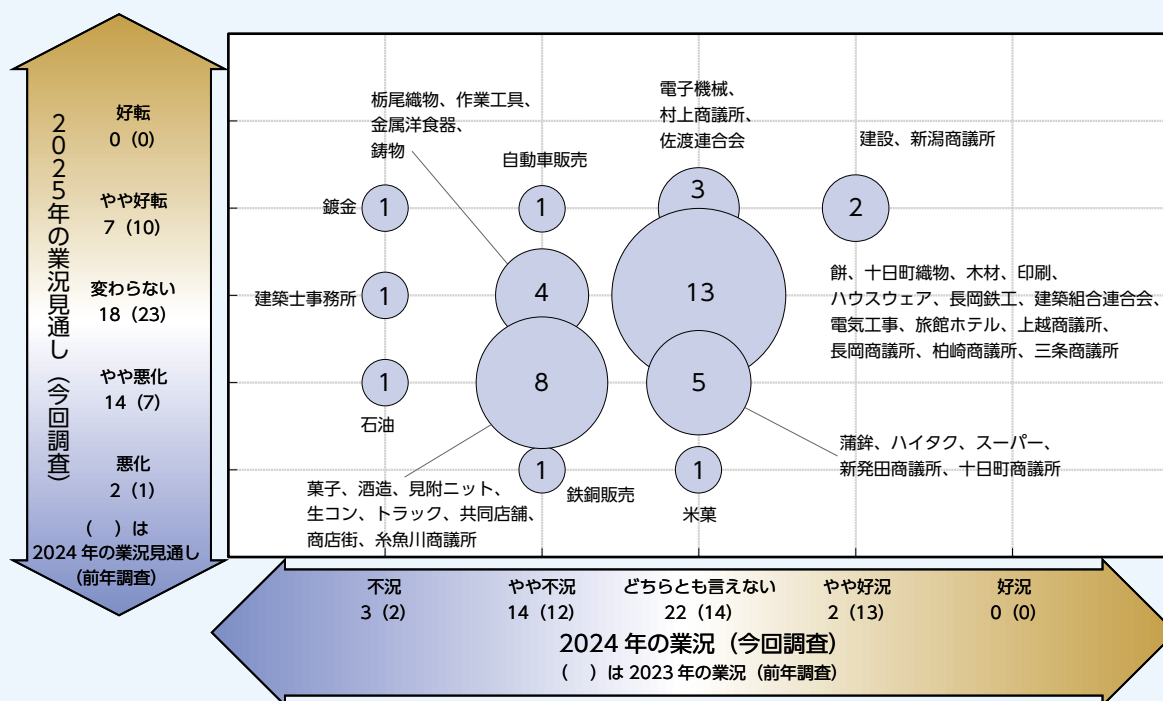 2025年の業況見通し（今回調査）
好転
0（0）
やや好転
7（10）
変わらない
18（23）
やや悪化
14（7）
悪化
2（1）
（　）は
2024年の業況見通し
（前年調査）
栃尾織物、作業工具、
金属洋食器、
鋳物
自動車販売
電子機械、
村上商議所、
佐渡連合会
建設、新潟商議所
鍍金
1
1
3
2
建築士事務所
1
4
13
餅、十日町織物、木材、印刷、
ハウスウェア、長岡鉄工、建築組合連合会、
電気工事、旅館ホテル、上越商議所、
長岡商議所、柏崎商議所、三条商議所
1
8
5
石油
蒲鉾、ハイタク、スーパー、
新発田商議所、十日町商議所
1
鉄銅販売
1
米菓
菓子、酒造、見附ニット、
生コン、トラック、共同店舗、
商店街、糸魚川商議所
不況
3（2）
やや不況
14（12）
どちらとも言えない
22（14）
やや好況
2（13）
好況
0（0）
2024年の業況（今回調査）
（　）は2023年の業況（前年調査）